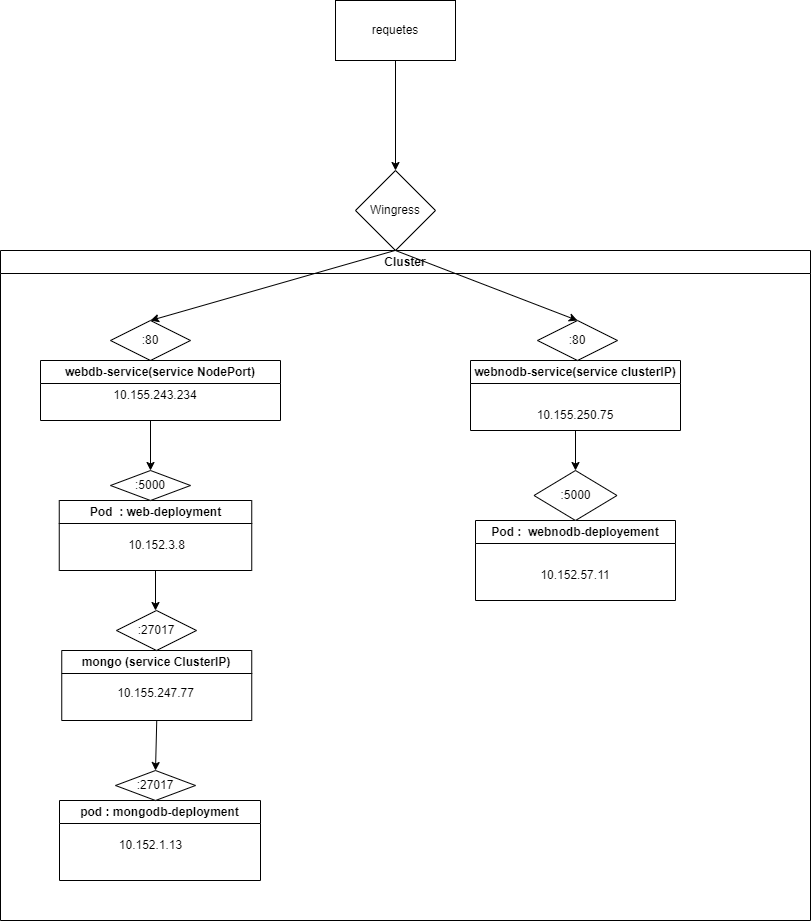 requetes
Wingress
Cluster
:80
webdb-service(service NodePort)
10.155.243.234
:5000
Pod : web-deployment
10.152.3.8
:27017
mongo (service ClusterIP)
10.155.247.77
:27017
pod : mongodb-deployment
10.152.1.13
:80
webnodb-service(service clusterIP)
10.155.250.75
:5000
Pod : webnodb-deployement
10.152.57.11